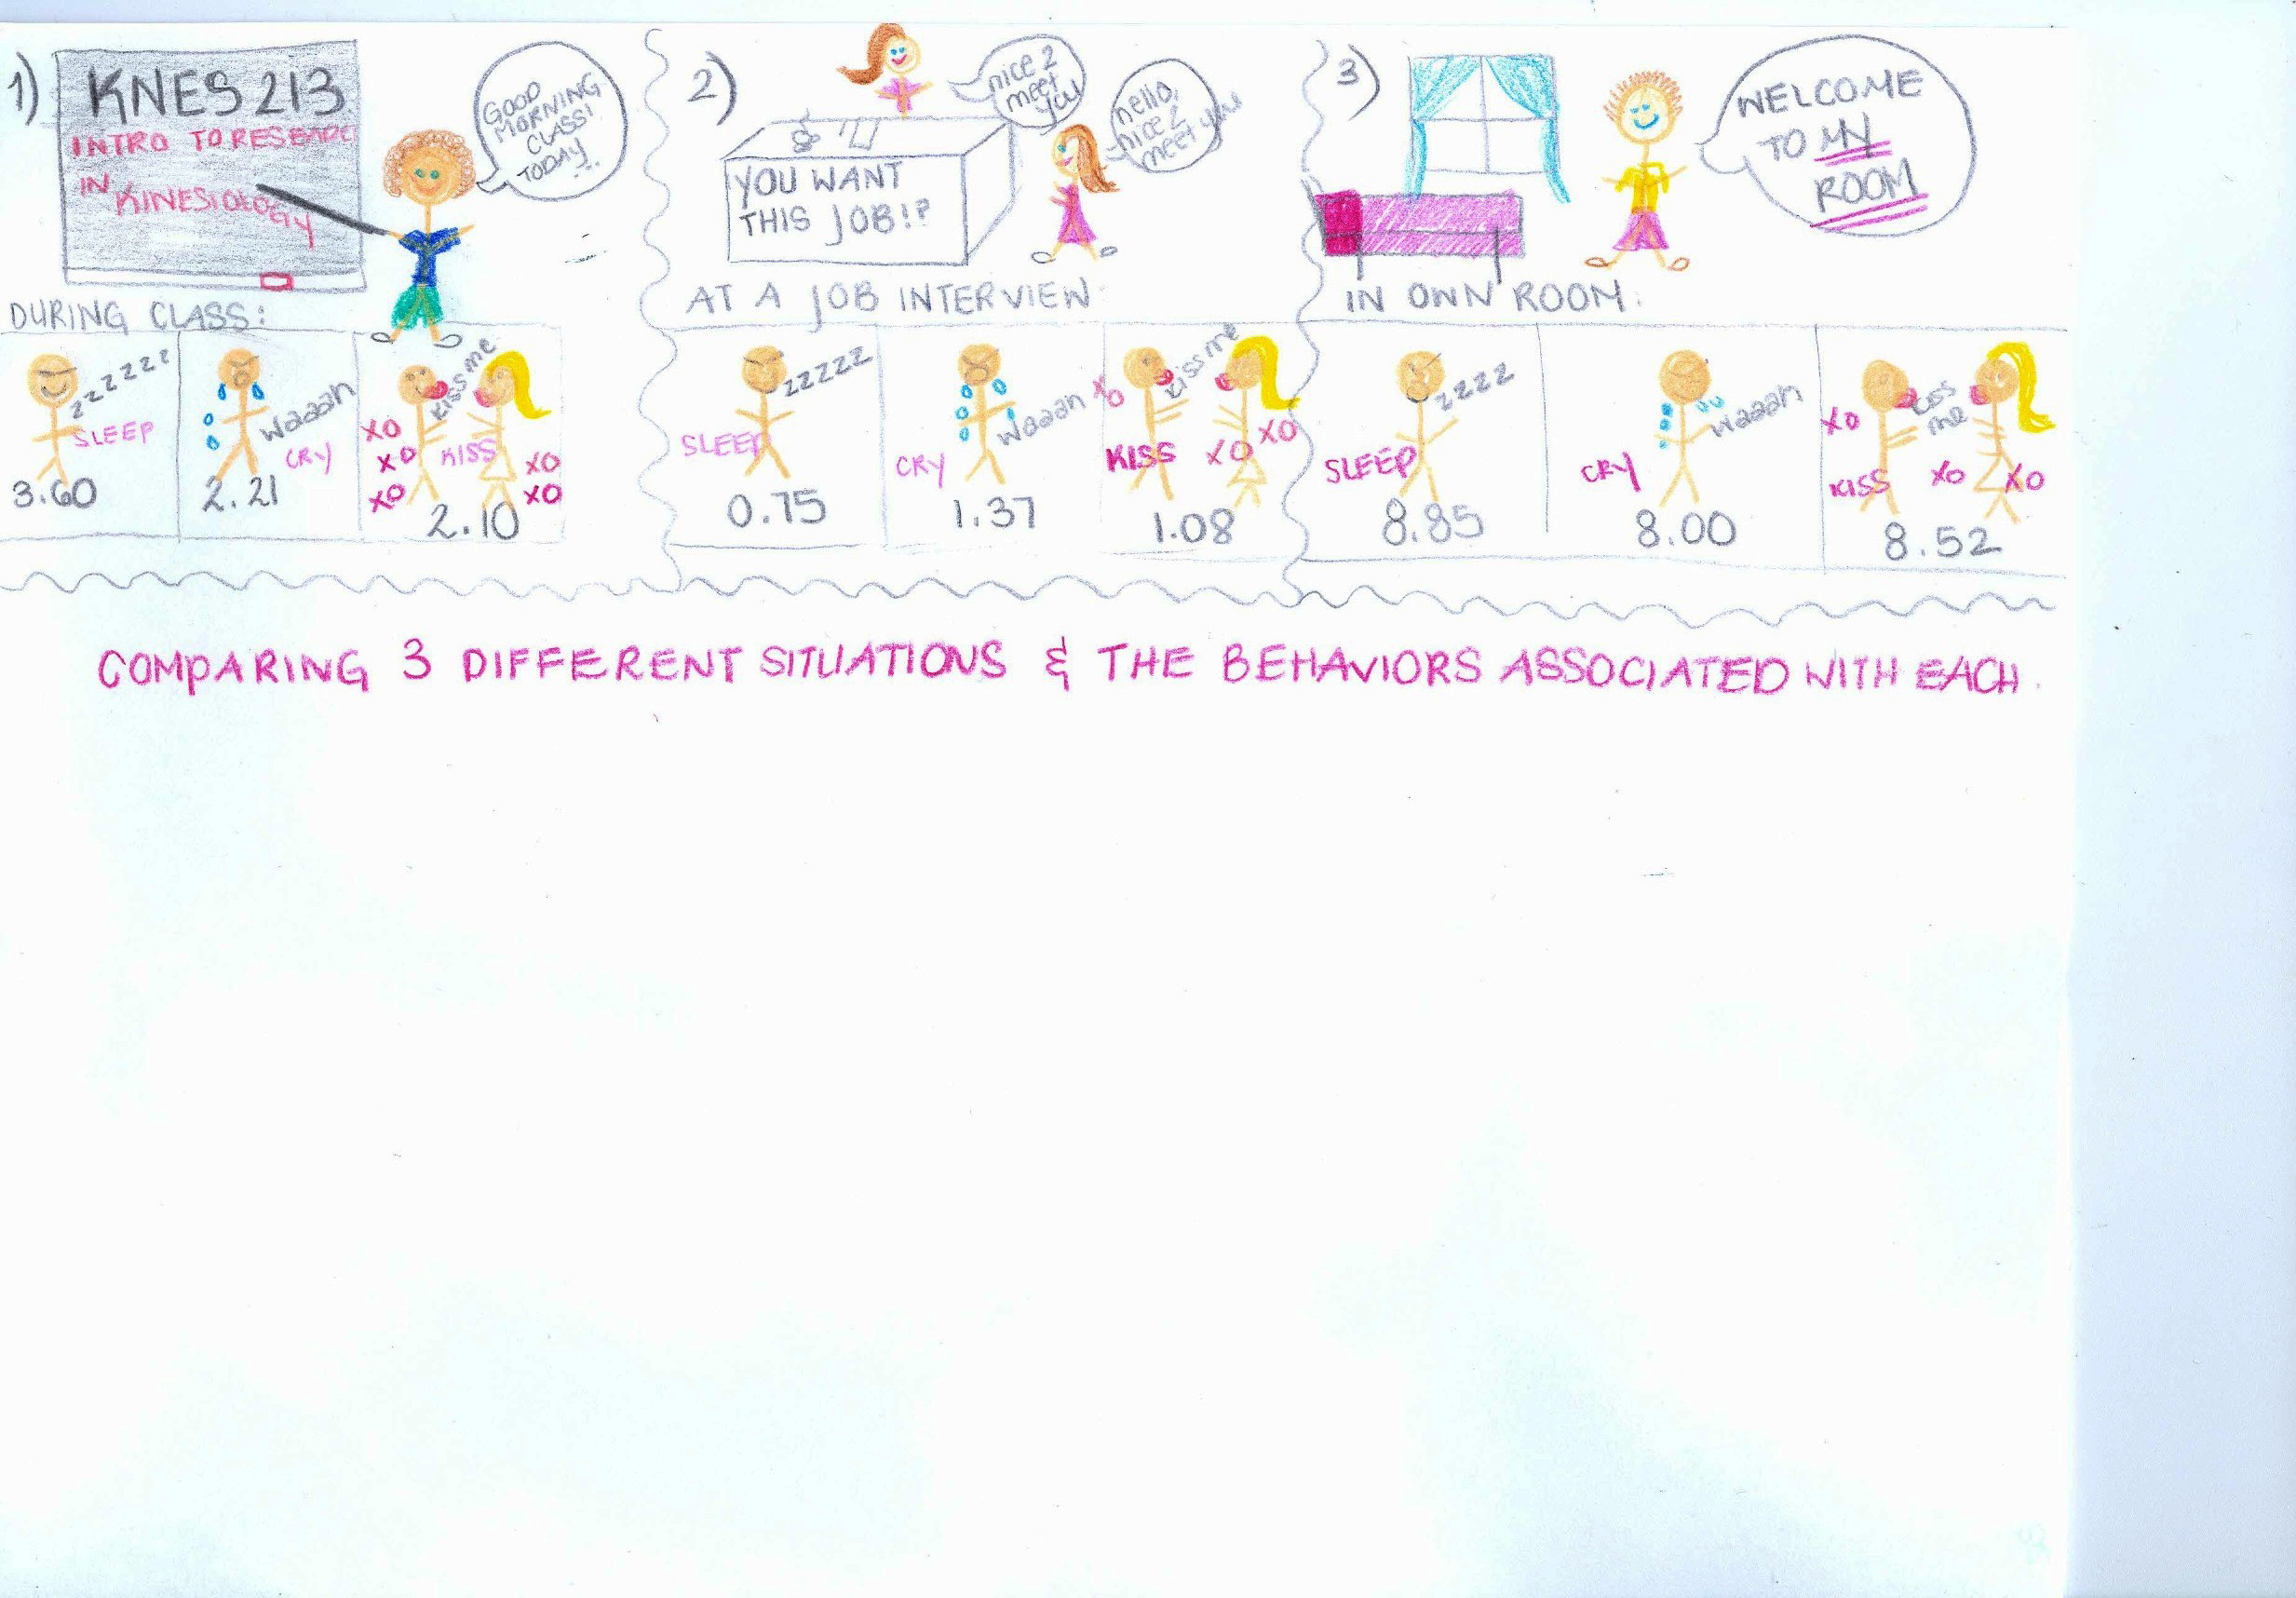 1)
KNES 213
INTRO TO RESEARC
IN
KINESIOLOGY
GOOD
MORNING
CLASS!
TODAY...
DURING CLASS:
zzzzzzz
SLEEP
3.60
waaah
CRY
2.21
kiss me
XO
XO
XO
KISS
XO
XO
2.10
2)
nice 2
meet
you
hello,
nice 2
meet you
YOU WANT
THIS JOB!?
AT A JOB INTERVIEW:
zzzzz
SLEEP
0.75
waaah
CRY
1.37
XO
kiss me
KISS
XO
XO
1.08
3)
WELCOME
TO MY
ROOM
IN OWN ROOM:
zzzz
SLEEP
8.85
waaah
CRY
8.00
XO
kiss
me
KISS
XO
XO
8.52
COMPARING 3 DIFFERENT SITUATIONS & THE BEHAVIORS ASSOCIATED WITH EACH.